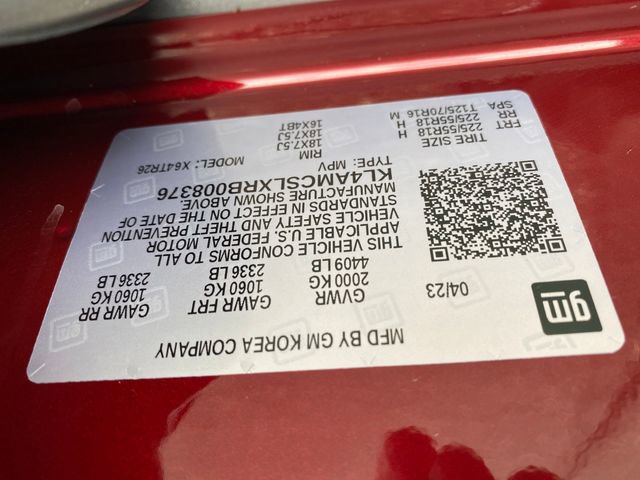 gm
MFD BY GM KOREA COMPANY
04/23
GVWR GAWR FRT GAWR RR
2000 KG 1060 KG 1060 KG
4409 LB 2336 LB 2336 LB
THIS VEHICLE CONFORMS TO ALL
APPLICABLE U.S. FEDERAL MOTOR
VEHICLE SAFETY AND THEFT PREVENTION
STANDARDS IN EFFECT ON THE DATE OF
MANUFACTURE SHOWN ABOVE.
KL4AMCSLXRB008376
TYPE: MPV MODEL: X64TR26
TIRE SIZE RIM
FRT 225/55R18 H 18X7.5J
RR 225/55R18 H 18X7.5J
SPA T125/70R16 M 16X4BT